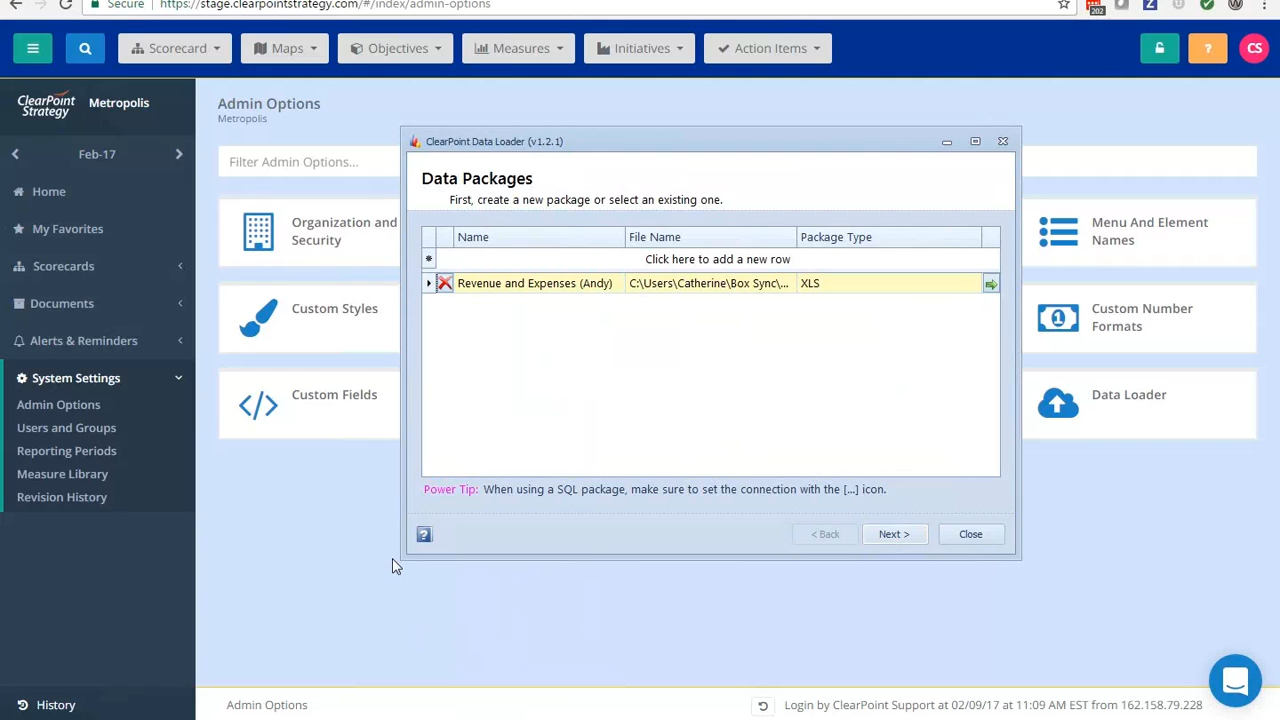 Secure
https://stage.clearpointstrategy.com/#/index/admin-options
202
Scorecard
Maps
Objectives
Measures
Initiatives
Action Items
?
CS
ClearPoint Strategy
Metropolis
Feb-17
Home
My Favorites
Scorecards
Documents
Alerts & Reminders
System Settings
Admin Options
Users and Groups
Reporting Periods
Measure Library
Revision History
History
Admin Options
Metropolis
Filter Admin Options...
Organization and
Security
Custom Styles
Custom Fields
Menu And Element
Names
Custom Number
Formats
Data Loader
ClearPoint Data Loader (v1.2.1)
Data Packages
First, create a new package or select an existing one.
Name
File Name
Package Type
Click here to add a new row
Revenue and Expenses (Andy)
C:\Users\Catherine\Box Sync\...
XLS
Power Tip: When using a SQL package, make sure to set the connection with the [...] icon.
?
< Back
Next >
Close
Admin Options
Login by ClearPoint Support at 02/09/17 at 11:09 AM EST from 162.158.79.228